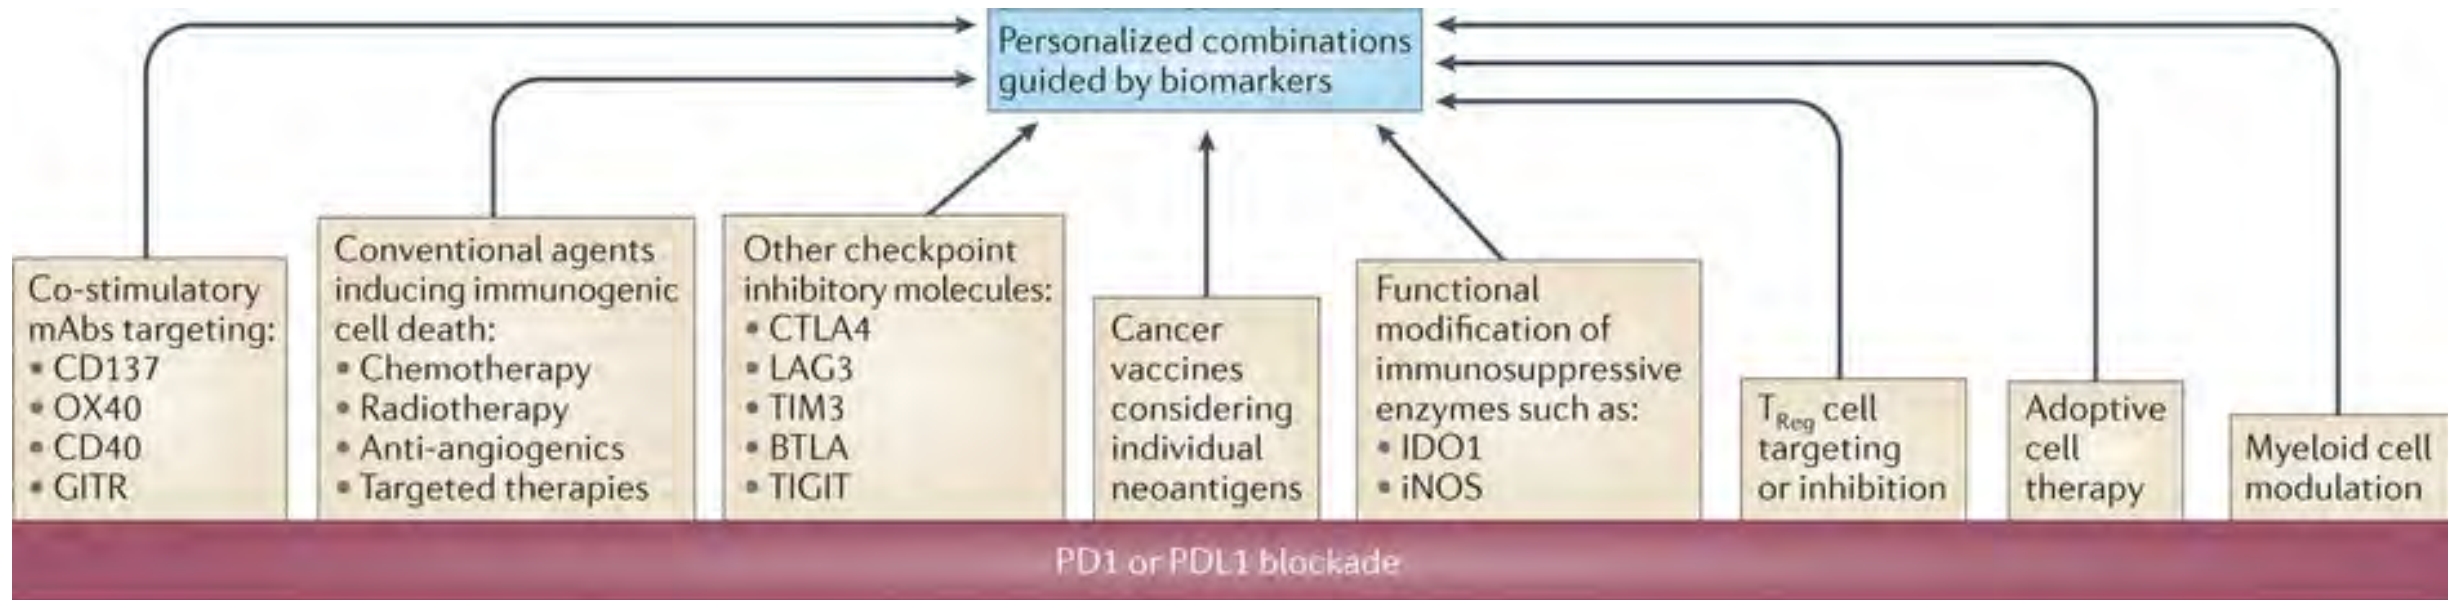 Personalized combinations
guided by biomarkers
Co-stimulatory
mAbs targeting:
• CD137
• OX40
• CD40
• GITR
Conventional agents
inducing immunogenic
cell death:
• Chemotherapy
• Radiotherapy
• Anti-angiogenics
• Targeted therapies
Other checkpoint
inhibitory molecules:
• CTLA4
• LAG3
• TIM3
• BTLA
• TIGIT
Cancer
vaccines
considering
individual
neoantigens
Functional
modification of
immunosuppressive
enzymes such as:
• IDO1
• iNOS
TReg cell
targeting
or inhibition
Adoptive
cell
therapy
Myeloid cell
modulation
PD1 or PDL1 blockade